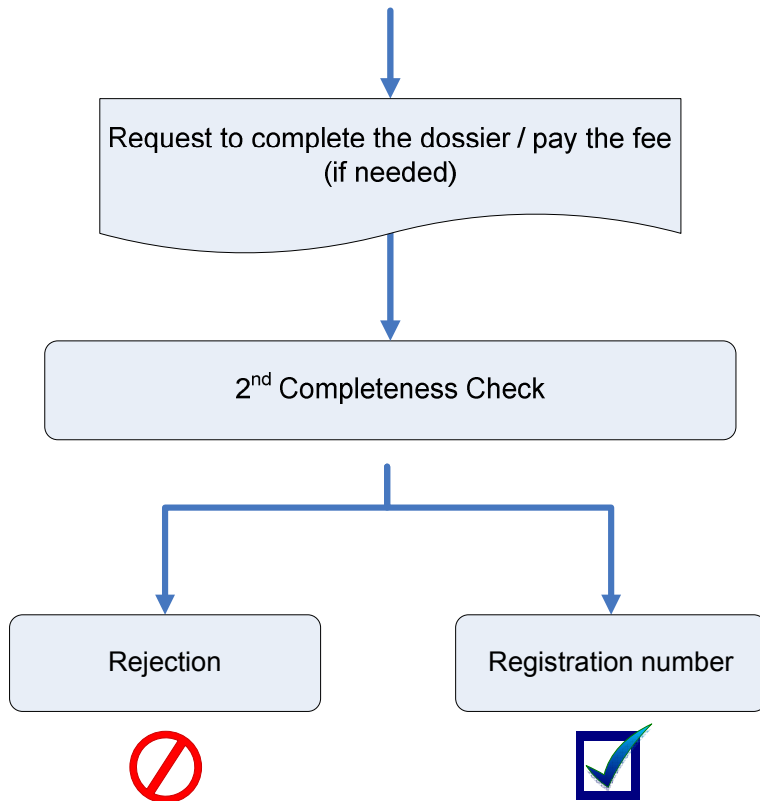 Request to complete the dossier / pay the fee
(if needed)
2nd Completeness Check
Rejection
Registration number